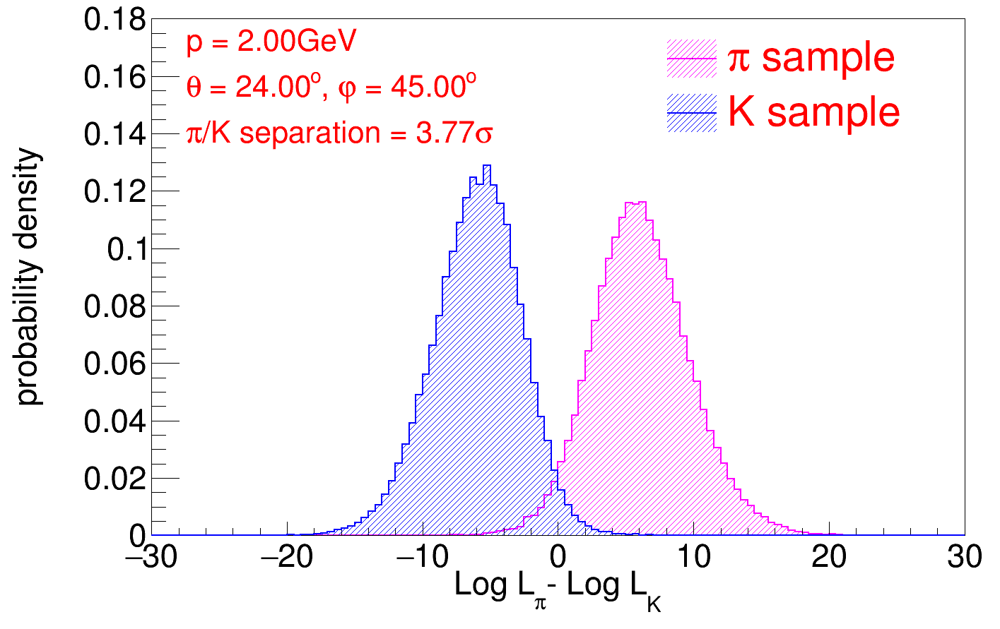 p = 2.00GeV
θ = 24.00°, φ = 45.00°
π/K separation = 3.77σ
π sample
K sample
probability density
0.18
0.16
0.14
0.12
0.1
0.08
0.06
0.04
0.02
0
−30 −20 −10 0 10 20 30
Log Lπ- Log LK